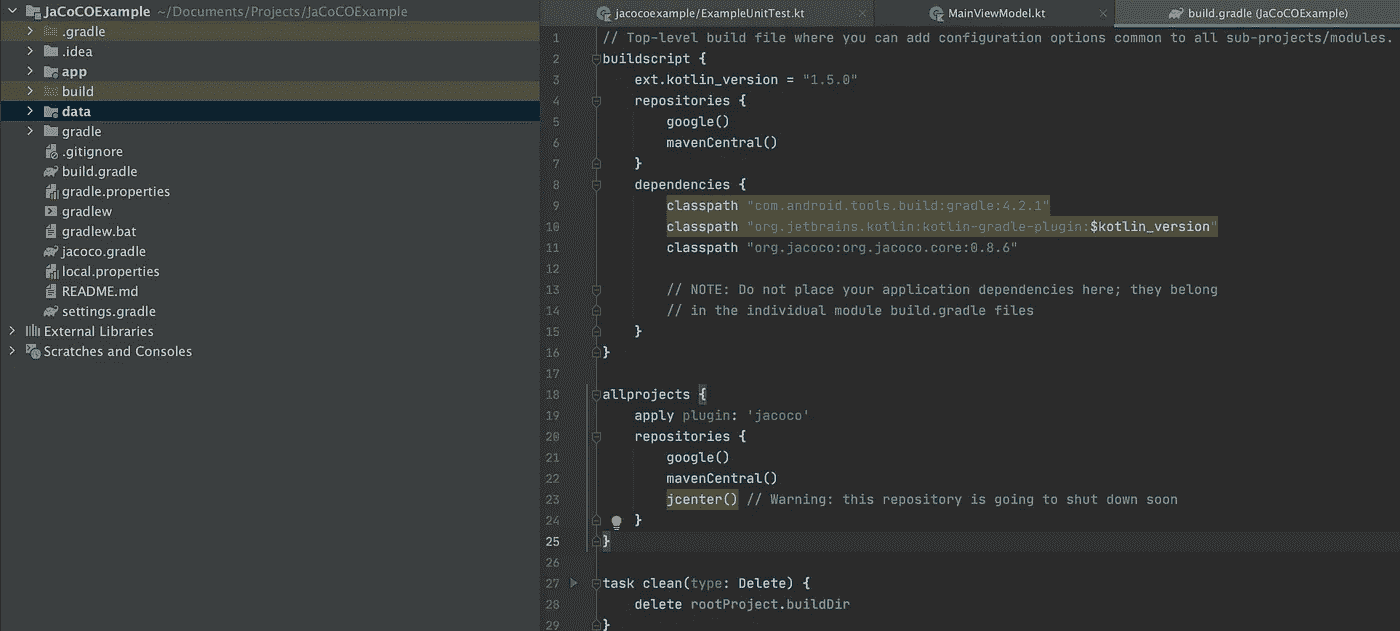 JaCoCOExample ~/Documents/Projects/JaCoCOExample
.gradle
.idea
app
build
data
gradle
.gitignore
build.gradle
gradle.properties
gradlew
gradlew.bat
jacoco.gradle
local.properties
README.md
settings.gradle
External Libraries
Scratches and Consoles
jacocoexample/ExampleUnitTest.kt MainViewModel.kt build.gradle (JaCoCOExample)
1 // Top-level build file where you can add configuration options common to all sub-projects/modules.
2 buildscript {
3 ext.kotlin_version = "1.5.0"
4 repositories {
5 google()
6 mavenCentral()
7 }
8 dependencies {
9 classpath "com.android.tools.build:gradle:4.2.1"
10 classpath "org.jetbrains.kotlin:kotlin-gradle-plugin:$kotlin_version"
11 classpath "org.jacoco:org.jacoco.core:0.8.6"
12
13 // NOTE: Do not place your application dependencies here; they belong
14 // in the individual module build.gradle files
15 }
16 }
17
18 allprojects {
19 apply plugin: 'jacoco'
20 repositories {
21 google()
22 mavenCentral()
23 jcenter() // Warning: this repository is going to shut down soon
24 }
25 }
26
27 task clean(type: Delete) {
28 delete rootProject.buildDir
29 }